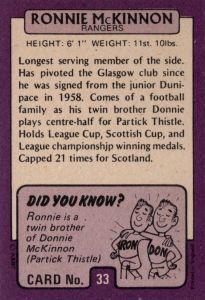 RONNIE McKINNON
RANGERS
HEIGHT: 6' 1" WEIGHT: 11st. 10lbs.
Longest serving member of the side.
Has pivoted the Glasgow club since
he was signed from the junior Duni-
pace in 1958. Comes of a football
family as his twin brother Donnie
plays centre-half for Partick Thistle.
Holds League Cup, Scottish Cup, and
League championship winning medals.
Capped 21 times for Scotland.
DID YOU KNOW?
Ronnie is a
twin brother
of Donnie
McKinnon
(Partick Thistle)
RON
DON
CARD No. 33